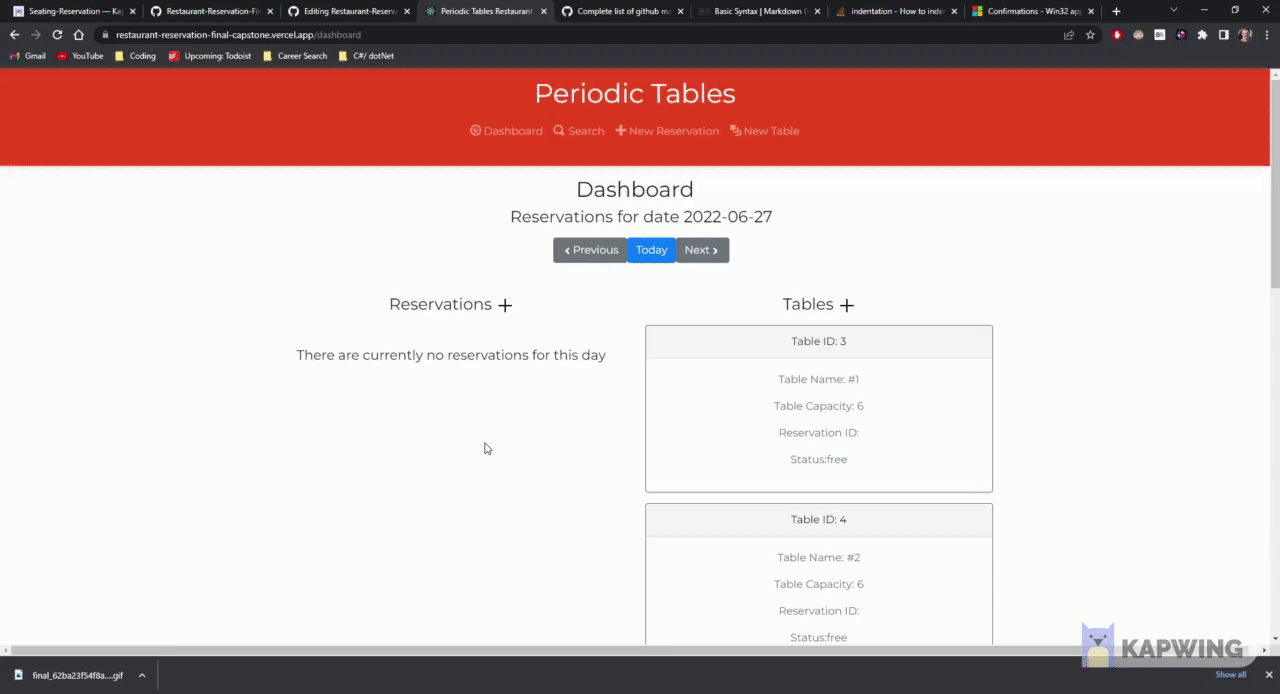 Seating-Reservation — Ka
Restaurant-Reservation-Fi
Editing Restaurant-Reserv
Periodic Tables Restaurant
Complete list of github m
Basic Syntax | Markdown G
indentation - How to inde
Confirmations - Win32 ap
restaurant-reservation-final-capstone.vercel.app/dashboard
Gmail
YouTube
Coding
Upcoming: Todoist
Career Search
C#/ dotNet
Periodic Tables
Dashboard
Search
New Reservation
New Table
Dashboard
Reservations for date 2022-06-27
Previous
Today
Next
Reservations +
Tables +
There are currently no reservations for this day
Table ID: 3
Table Name: #1
Table Capacity: 6
Reservation ID:
Status:free
Table ID: 4
Table Name: #2
Table Capacity: 6
Reservation ID:
Status:free
KAPWING
final_62ba23f54f8a....gif
Show all